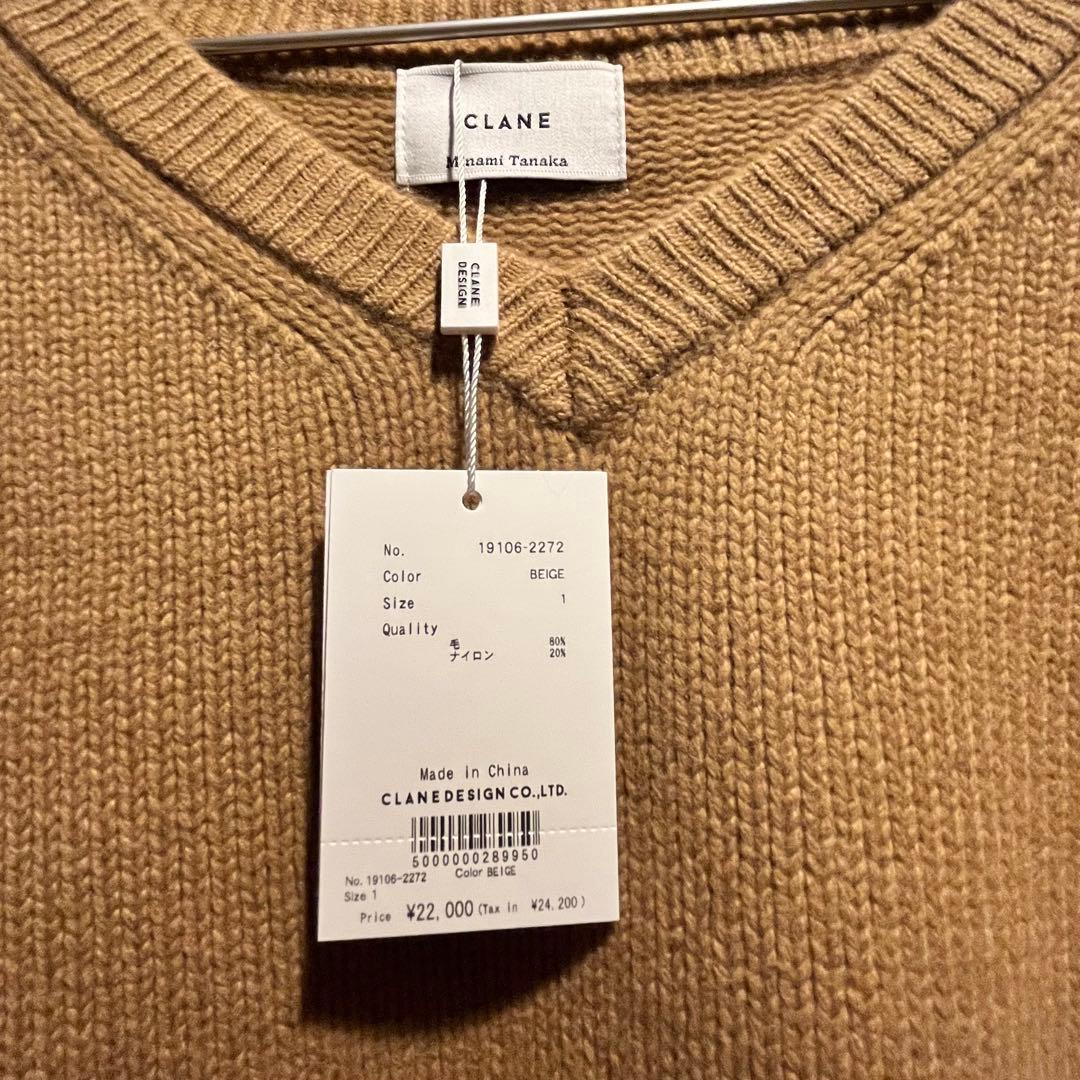 CLANE
Minami Tanaka
CLANE
DESIGN
No. 19106-2272
Color BEIGE
Size 1
Quality
毛 80%
ナイロン 20%
Made in China
CLANE DESIGN CO.,LTD.
5000000289950
No. 19106-2272 Color BEIGE
Size 1
Price ¥22,000 (Tax in ¥24,200)